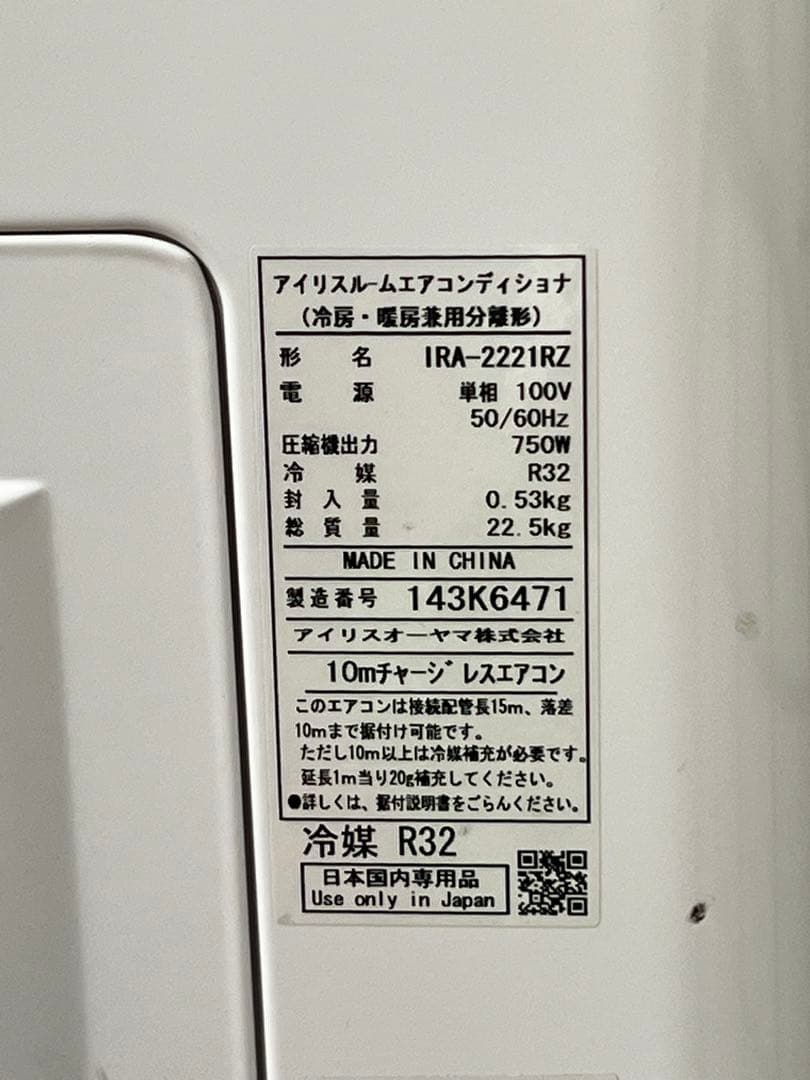 アイリスルームエアコンディショナ
(冷房・暖房兼用分離形)
形名 IRA-2221RZ
電源 単相 100V
50/60Hz
圧縮機出力 750W
冷媒 R32
封入量 0.53kg
総質量 22.5kg
MADE IN CHINA
製造番号 143K6471
アイリスオーヤマ株式会社
10mチャージレスエアコン
このエアコンは接続配管長15m、落差
10mまで据付け可能です。
ただし10m以上は冷媒補充が必要です。
延長1m当り20g補充してください。
●詳しくは、据付説明書をごらんください。
冷媒 R32
日本国内専用品
Use only in Japan